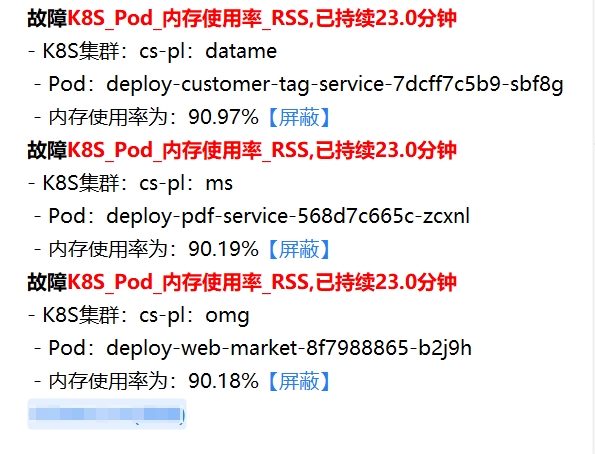 故障K8S_Pod_内存使用率_RSS,已持续23.0分钟
- K8S集群：cs-pl：datame
- Pod：deploy-customer-tag-service-7dcff7c5b9-sbf8g
- 内存使用率为：90.97%【屏蔽】
故障K8S_Pod_内存使用率_RSS,已持续23.0分钟
- K8S集群：cs-pl：ms
- Pod：deploy-pdf-service-568d7c665c-zcxnl
- 内存使用率为：90.19%【屏蔽】
故障K8S_Pod_内存使用率_RSS,已持续23.0分钟
- K8S集群：cs-pl：omg
- Pod：deploy-web-market-8f7988865-b2j9h
- 内存使用率为：90.18%【屏蔽】